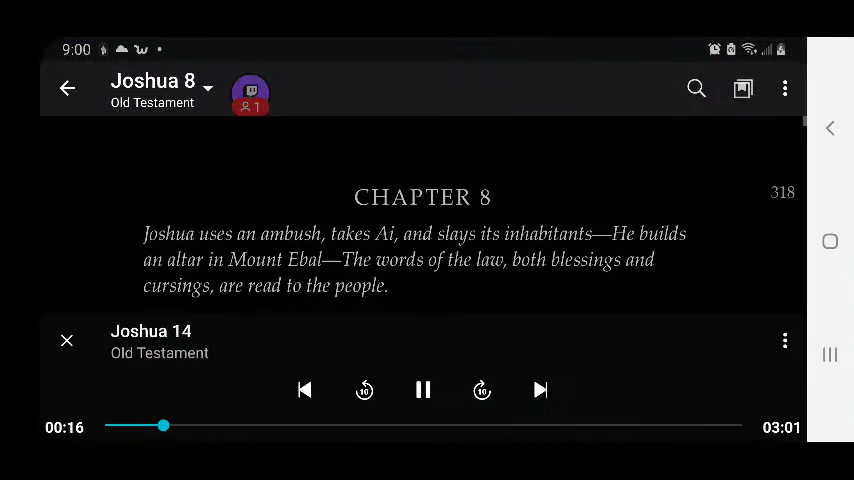 9:00
Joshua 8
Old Testament
1
CHAPTER 8
318
Joshua uses an ambush, takes Ai, and slays its inhabitants—He builds
an altar in Mount Ebal—The words of the law, both blessings and
cursings, are read to the people.
Joshua 14
Old Testament
10
10
00:16
03:01